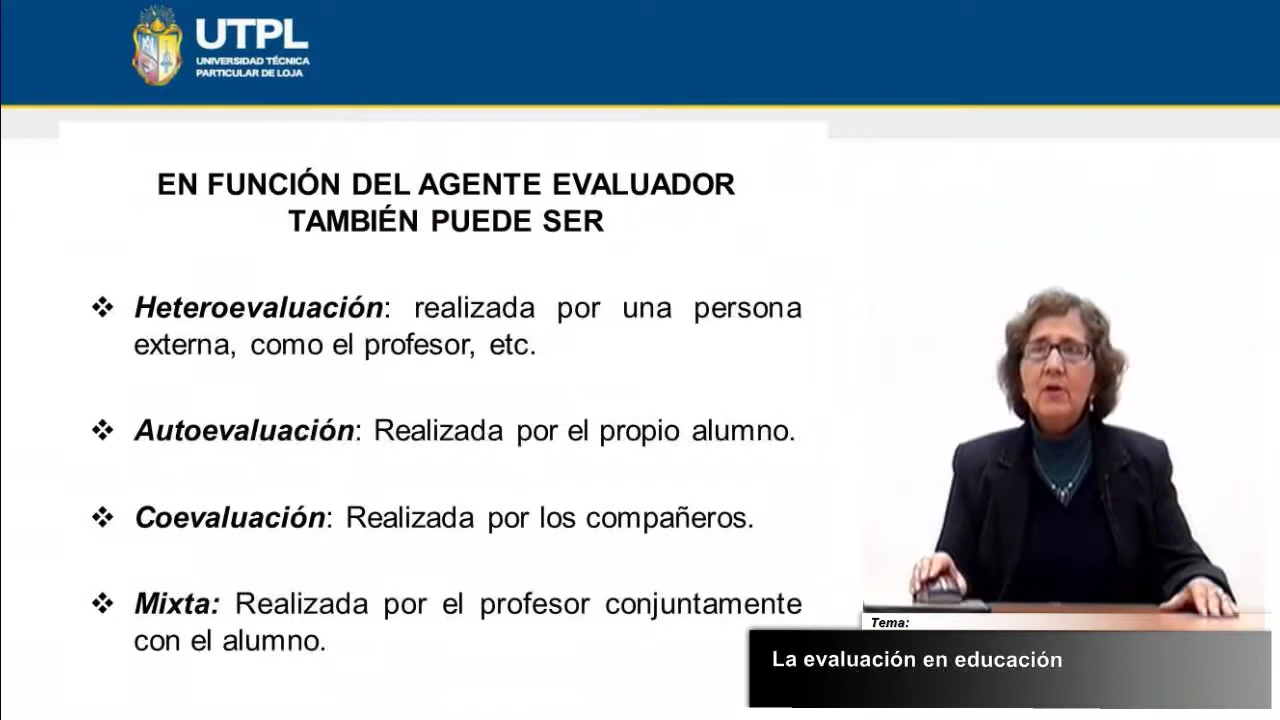 UTPL
UNIVERSIDAD TÉCNICA
PARTICULAR DE LOJA
EN FUNCIÓN DEL AGENTE EVALUADOR
TAMBIÉN PUEDE SER
❖ Heteroevaluación: realizada por una persona
externa, como el profesor, etc.
❖ Autoevaluación: Realizada por el propio alumno.
❖ Coevaluación: Realizada por los compañeros.
❖ Mixta: Realizada por el profesor conjuntamente
con el alumno.
Tema:
La evaluación en educación